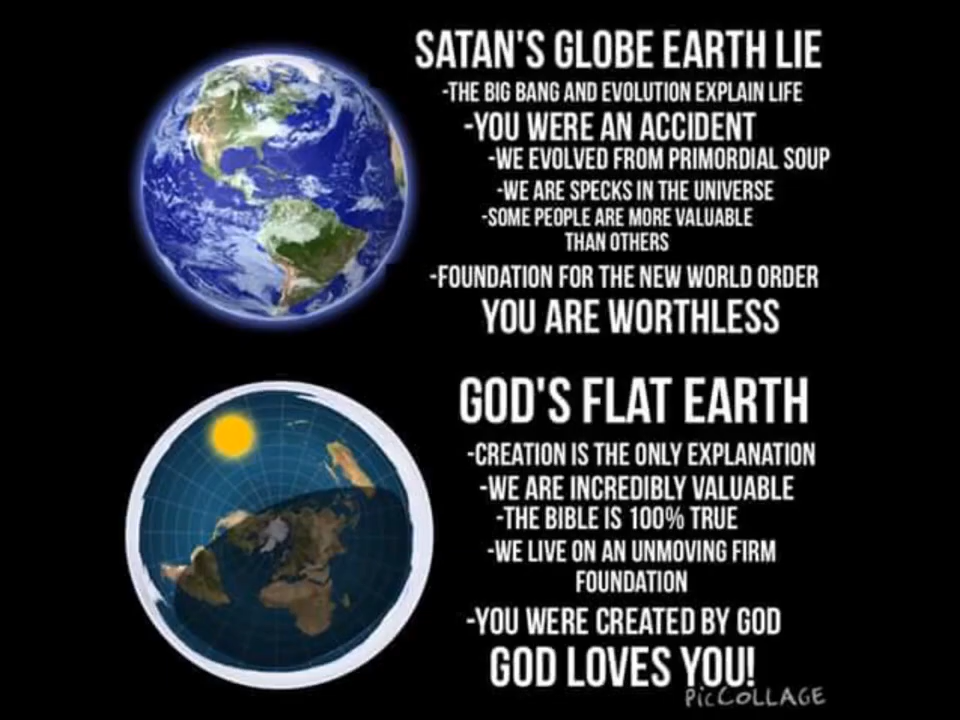 SATAN'S GLOBE EARTH LIE
-THE BIG BANG AND EVOLUTION EXPLAIN LIFE
-YOU WERE AN ACCIDENT
-WE EVOLVED FROM PRIMORDIAL SOUP
-WE ARE SPECKS IN THE UNIVERSE
-SOME PEOPLE ARE MORE VALUABLE
THAN OTHERS
-FOUNDATION FOR THE NEW WORLD ORDER
YOU ARE WORTHLESS
GOD'S FLAT EARTH
-CREATION IS THE ONLY EXPLANATION
-WE ARE INCREDIBLY VALUABLE
-THE BIBLE IS 100% TRUE
-WE LIVE ON AN UNMOVING FIRM
FOUNDATION
-YOU WERE CREATED BY GOD
GOD LOVES YOU!
PicCOLLAGE